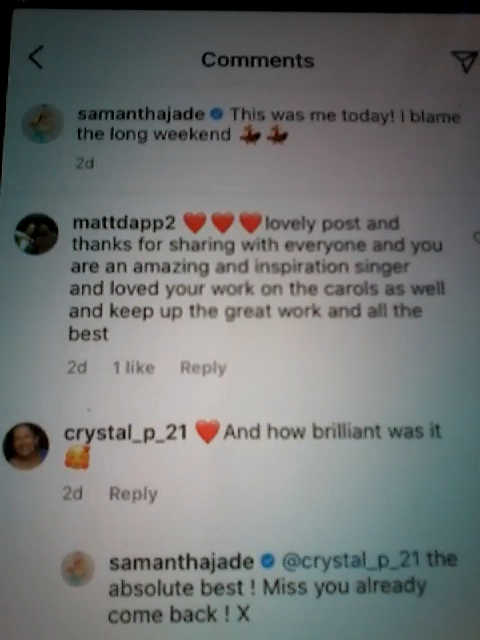 Comments
samanthajade This was me today! I blame
the long weekend 💃💃
2d
mattdapp2 ❤️❤️❤️lovely post and
thanks for sharing with everyone and you
are an amazing and inspiration singer
and loved your work on the carols as well
and keep up the great work and all the
best
2d 1 like Reply
crystal_p_21 ❤️And how brilliant was it
🥰
2d Reply
samanthajade @crystal_p_21 the
absolute best ! Miss you already
come back ! X